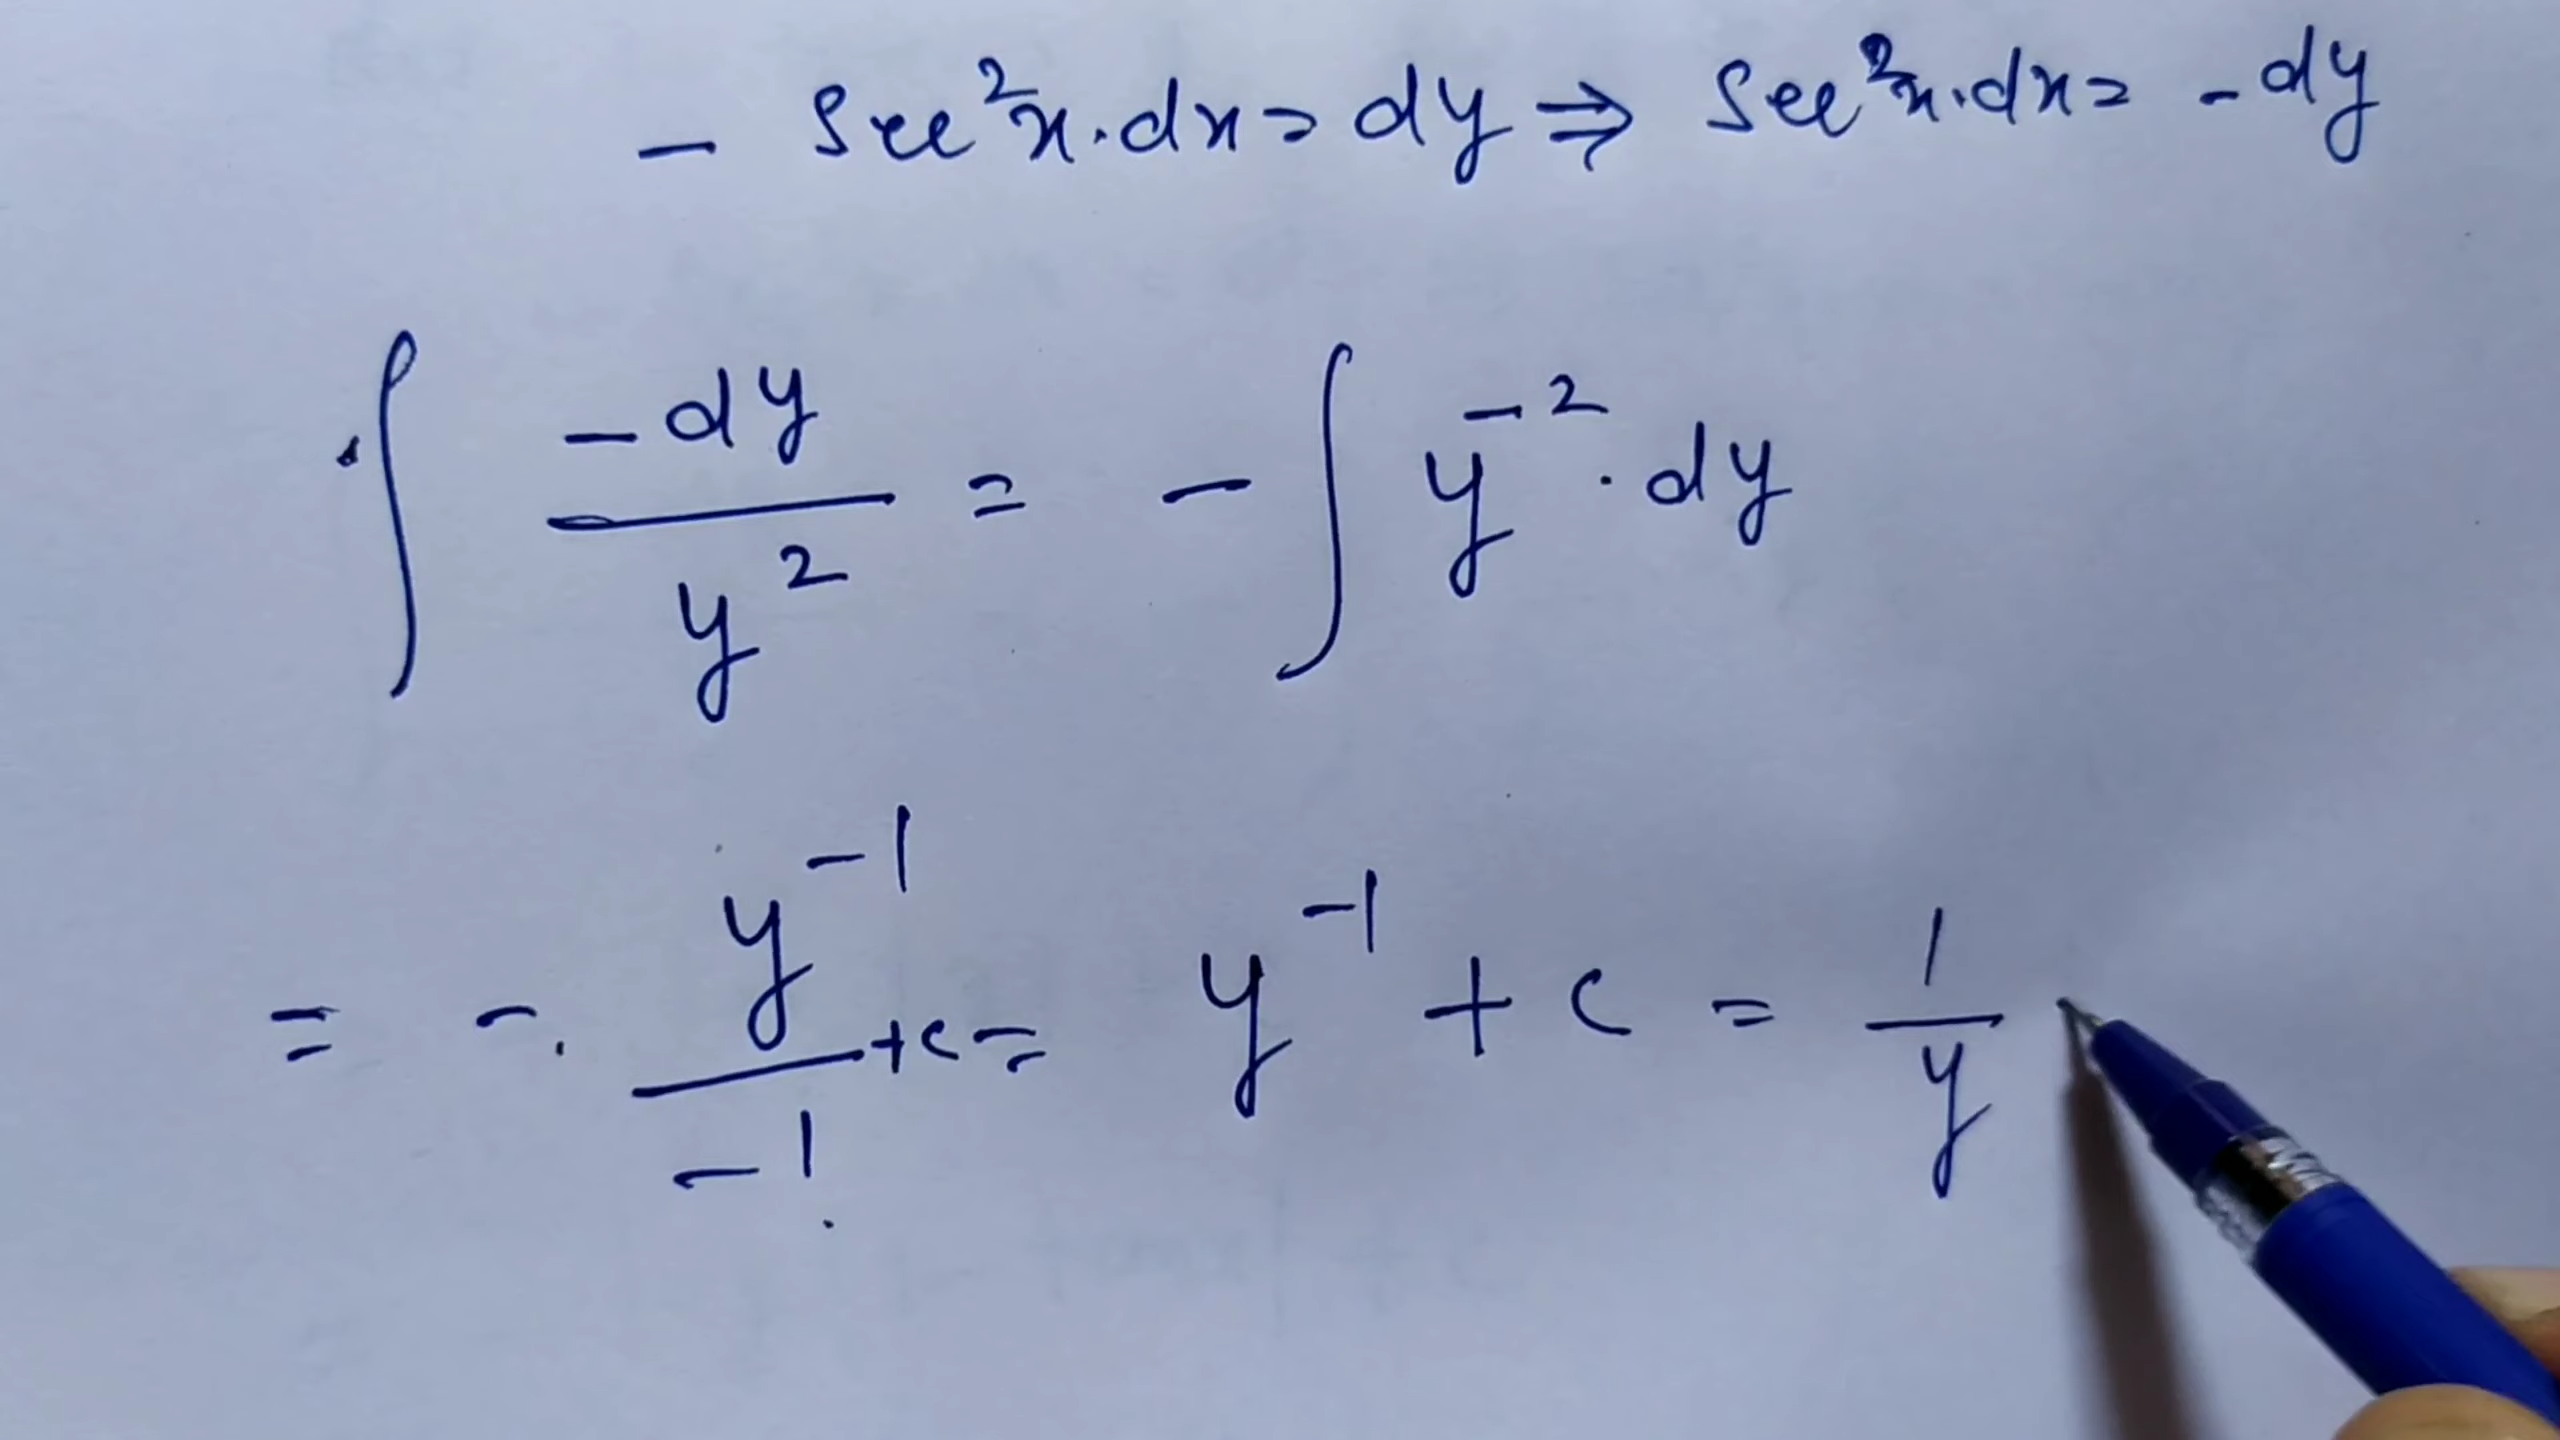 - Sec²x.dx = dy ⇒ Sec²x.dx = -dy
∫ -dy/y² = -∫ y⁻² . dy
= -. y⁻¹/-1 + c = y⁻¹ + c = 1/y